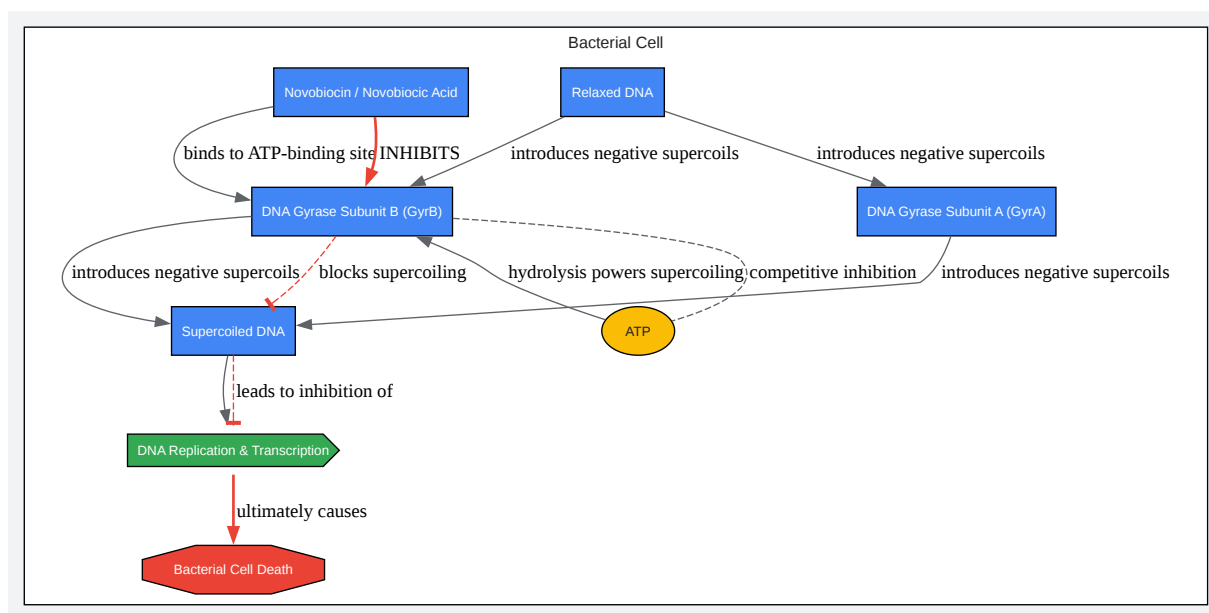 Bacterial Cell
Novobiocin / Novobiocic Acid
Relaxed DNA
binds to ATP-binding site
INHIBITS
introduces negative supercoils
introduces negative supercoils
DNA Gyrase Subunit B (GyrB)
DNA Gyrase Subunit A (GyrA)
introduces negative supercoils
blocks supercoiling
hydrolysis powers supercoiling
competitive inhibition
introduces negative supercoils
Supercoiled DNA
ATP
leads to inhibition of
DNA Replication & Transcription
ultimately causes
Bacterial Cell Death